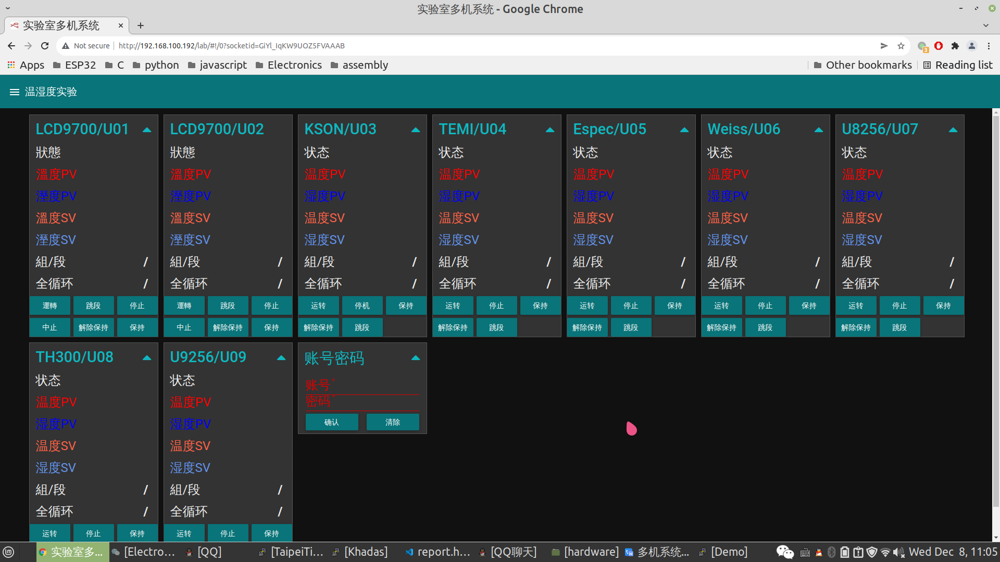 实验室多机系统 - Google Chrome
实验室多机系统
Not secure http://192.168.100.192/lab/#!/0?socketid=GiYl_IqKW9UOZ5FVAAAB
3
Apps ESP32 C python javascript Electronics assembly Other bookmarks Reading list
温湿度实验
LCD9700/U01 LCD9700/U02 KSON/U03 TEMI/U04 Espec/U05 Weiss/U06 U8256/U07
狀態 狀態 状态 状态 状态 状态 状态
溫度PV 溫度PV 温度PV 温度PV 温度PV 温度PV 温度PV
溼度PV 溼度PV 湿度PV 湿度PV 湿度PV 湿度PV 湿度PV
溫度SV 溫度SV 温度SV 温度SV 温度SV 温度SV 温度SV
溼度SV 溼度SV 湿度SV 湿度SV 湿度SV 湿度SV 湿度SV
組/段 / 組/段 / 組/段 / 組/段 / 組/段 / 組/段 / 組/段 /
全循环 / 全循环 / 全循环 / 全循环 / 全循环 / 全循环 / 全循环 /
運轉 跳段 停止 運轉 跳段 停止 运转 停机 保持 运转 停止 保持 运转 停止 保持 运转 停止 保持 运转 停止 保持
中止 解除保持 保持 中止 解除保持 保持 解除保持 跳段 解除保持 跳段 解除保持 跳段 解除保持 跳段 解除保持 跳段
TH300/U08 U9256/U09 账号密码
状态 状态
账号*
温度PV 温度PV 密码*
湿度PV 湿度PV 确认 清除
温度SV 温度SV
湿度SV 湿度SV
組/段 / 組/段 /
全循环 / 全循环 /
运转 停止 保持 运转 停止 保持
实验室多... [Electro... [QQ] [TaipeiTi... [Khadas] report.h... [QQ聊天] [hardware] 多机系统... [Demo] Wed Dec 8, 11:05